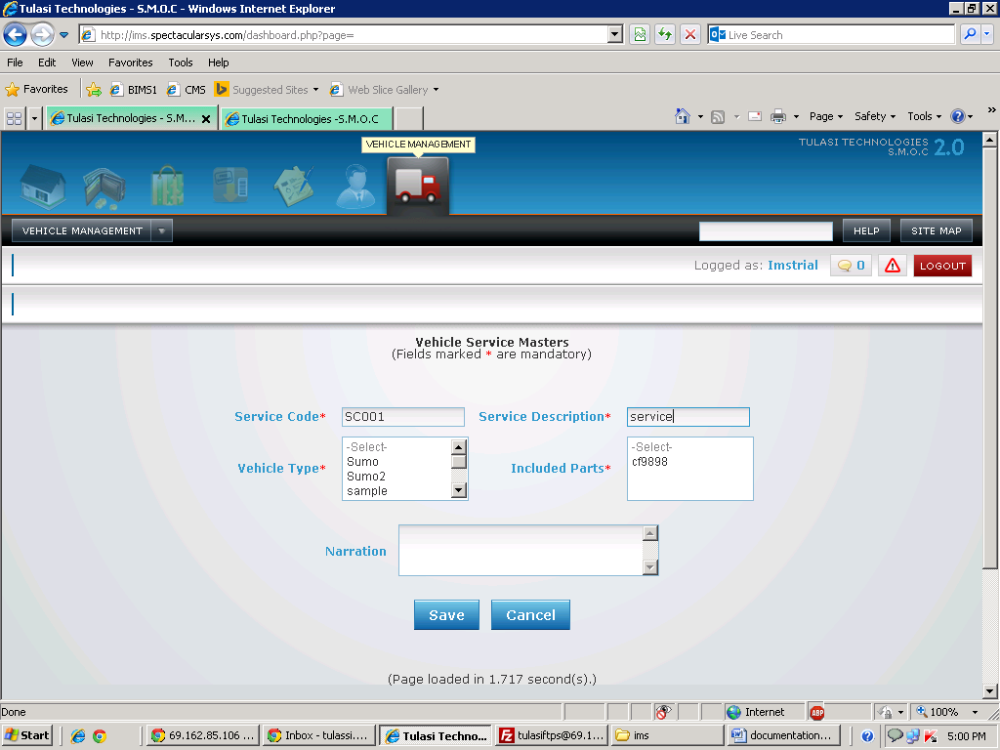 Tulasi Technologies - S.M.O.C - Windows Internet Explorer
http://ims.spectacularsys.com/dashboard.php?page=
Live Search
File Edit View Favorites Tools Help
Favorites BIMS1 CMS Suggested Sites Web Slice Gallery
Tulasi Technologies - S.M... Tulasi Technologies -S.M.O.C Page Safety Tools »
VEHICLE MANAGEMENT
TULASI TECHNOLOGIES
S.M.O.C 2.0
VEHICLE MANAGEMENT HELP SITE MAP
Logged as: Imstrial 0 LOGOUT
Vehicle Service Masters
(Fields marked * are mandatory)
Service Code* SC001 Service Description* service
Vehicle Type* Included Parts*
-Select-
Sumo
Sumo2
sample
-Select-
cf9898
Narration
Save Cancel
(Page loaded in 1.717 second(s).)
Done Internet ABP 100%
Start 69.162.85.106 ... Inbox - tulassi.... Tulasi Techno... tulasiftps@69.1... ims documentation... 5:00 PM